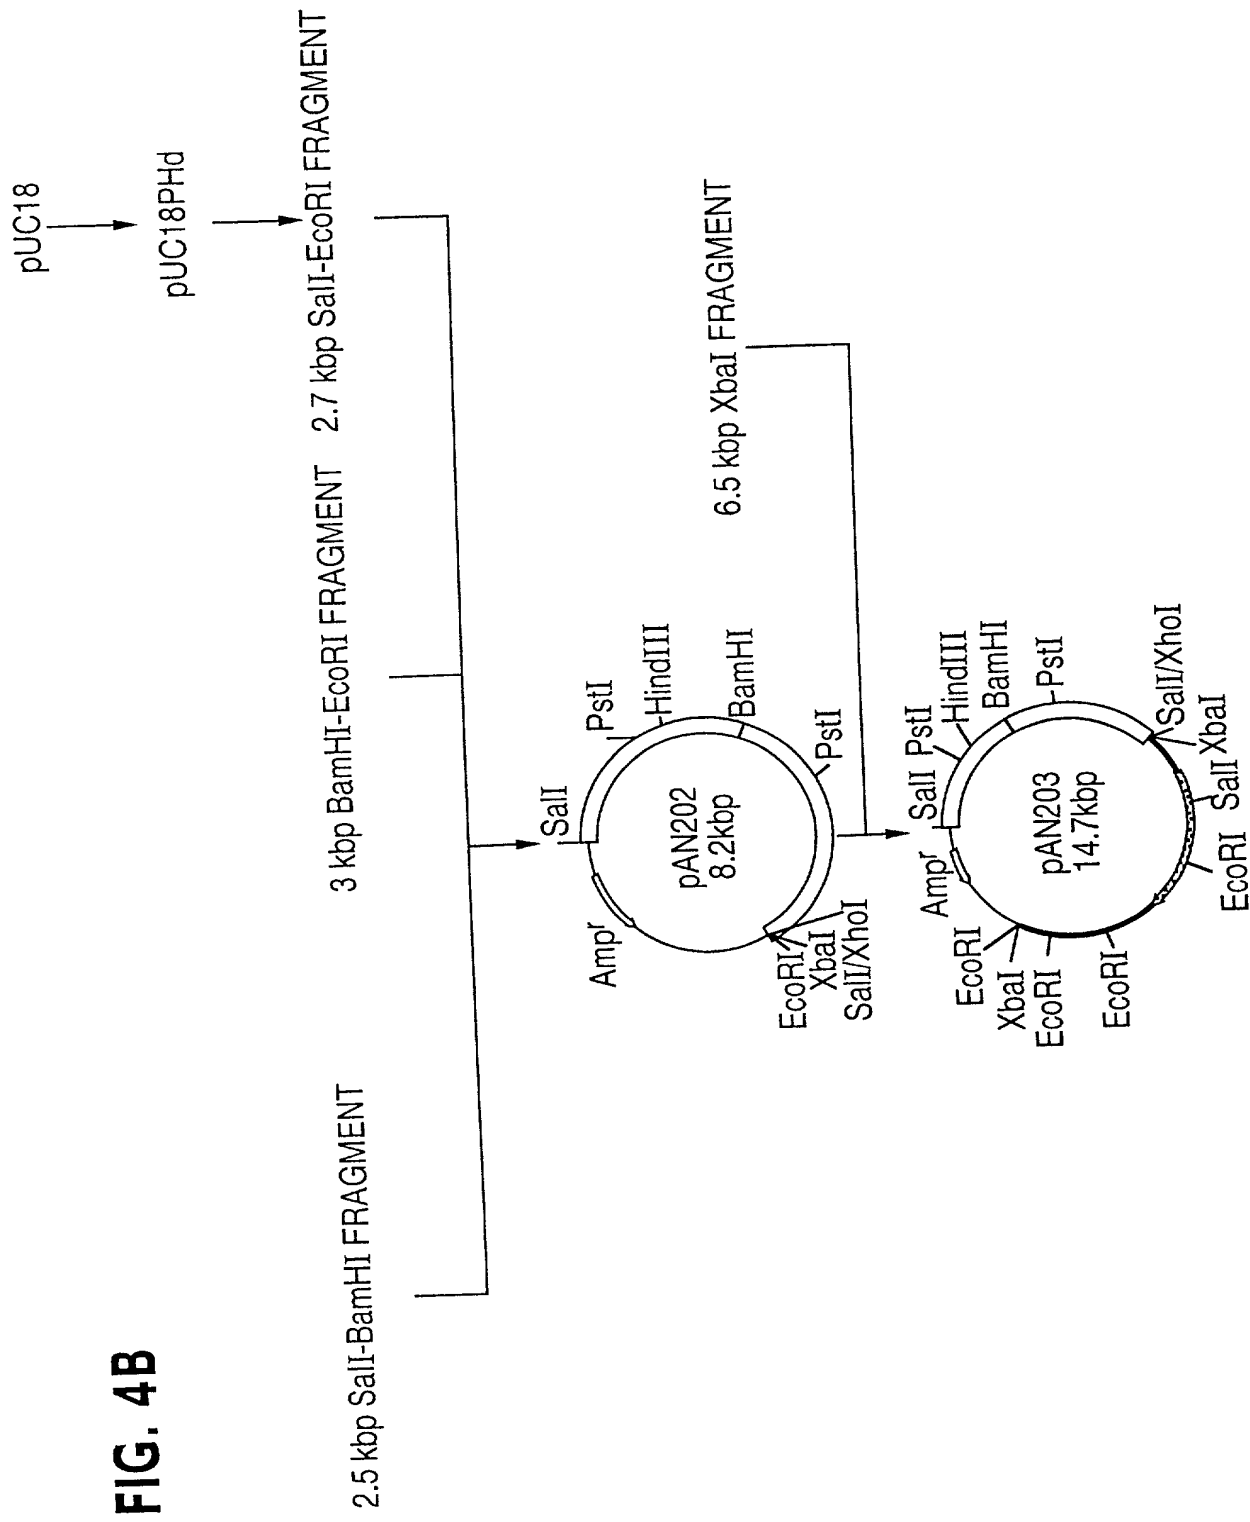 FIG. 4B
pUC18
pUC18PHd
2.5 kbp SalI-BamHI FRAGMENT
3 kbp BamHI-EcoRI FRAGMENT
2.7 kbp SalI-EcoRI FRAGMENT
SalI
PstI
HindIII
BamHI
PstI
Ampr
pAN202
8.2kbp
EcoRI
XbaI
SalI/XhoI
6.5 kbp XbaI FRAGMENT
SalI
PstI
HindIII
BamHI
PstI
SalI/XhoI
XbaI
SalI
EcoRI
Ampr
EcoRI
XbaI
EcoRI
EcoRI
pAN203
14.7kbp